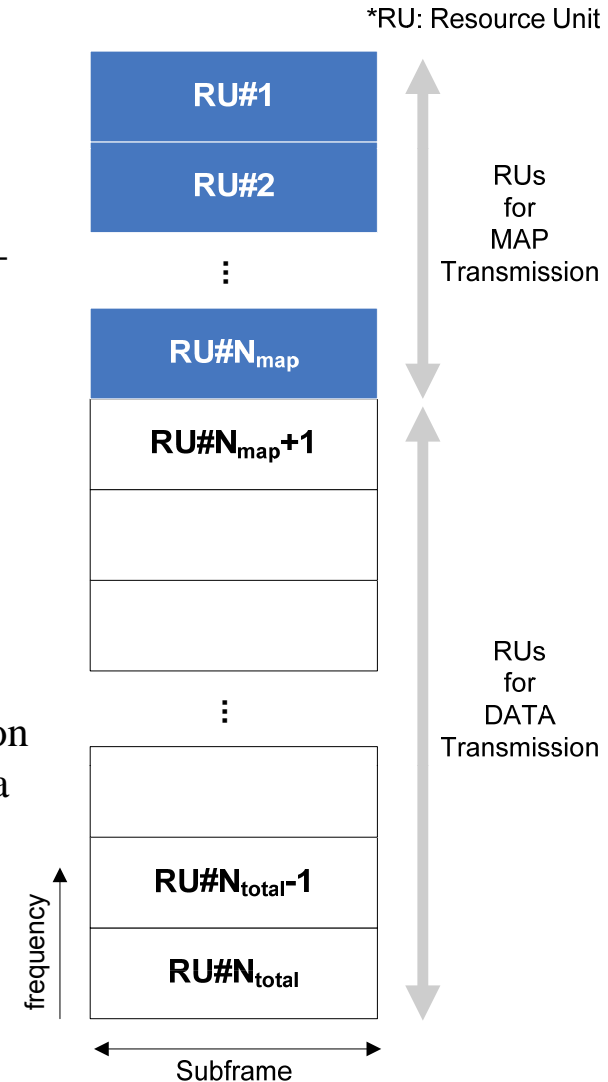 *RU: Resource Unit
RU#1
RU#2
...
RU#Nmap
RUs
for
MAP
Transmission
RU#Nmap+1
...
RUs
for
DATA
Transmission
on
a
RU#Ntotal-1
RU#Ntotal
frequency
Subframe